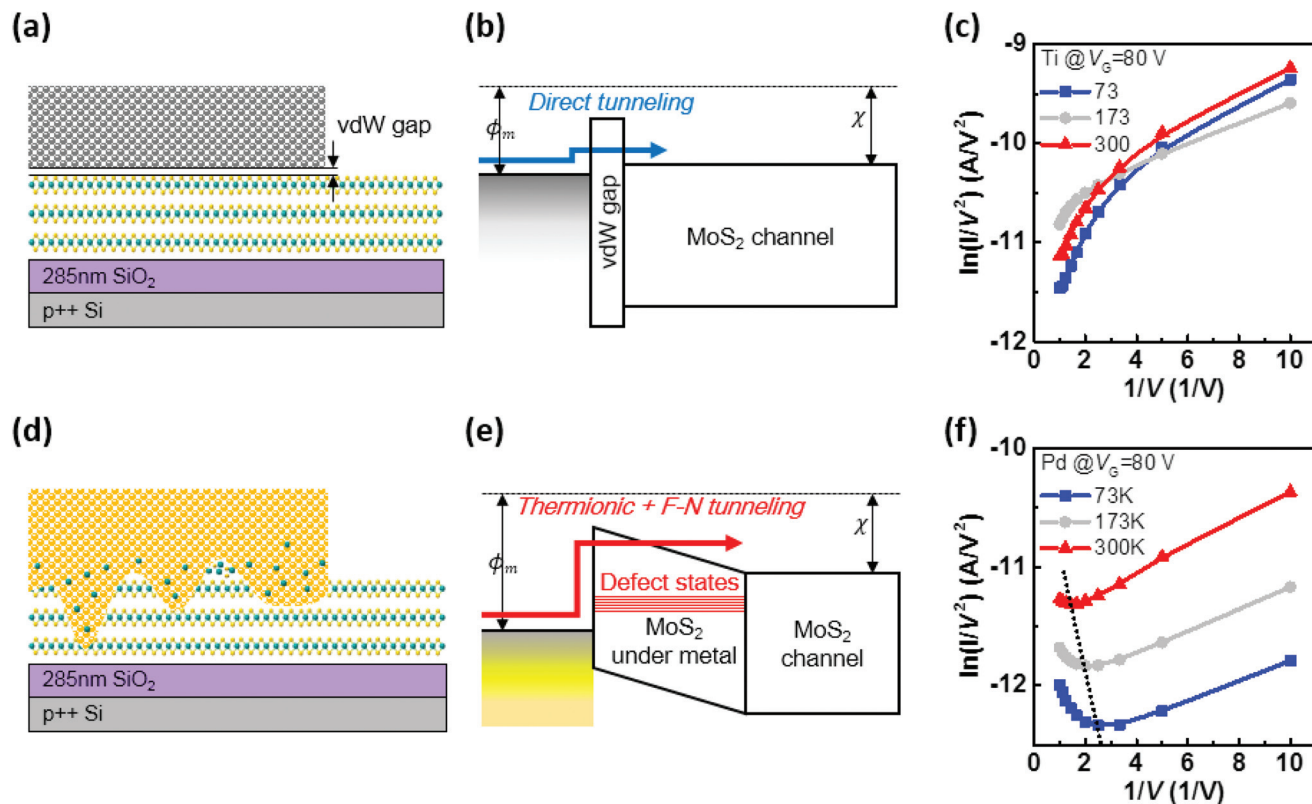 (a)
vdW gap
285nm SiO₂
p++ Si
(b)
Direct tunneling
ϕₘ
χ
vdW gap
MoS₂ channel
(c)
Ti @V_G=80 V
73
173
300
ln(I/V²) (A/V²)
-9
-10
-11
-12
0 2 4 6 8 10
1/V (1/V)
(d)
285nm SiO₂
p++ Si
(e)
Thermionic + F-N tunneling
ϕₘ
χ
Defect states
MoS₂
under metal
MoS₂
channel
(f)
Pd @V_G=80 V
73K
173K
300K
ln(I/V²) (A/V²)
-10
-11
-12
0 2 4 6 8 10
1/V (1/V)